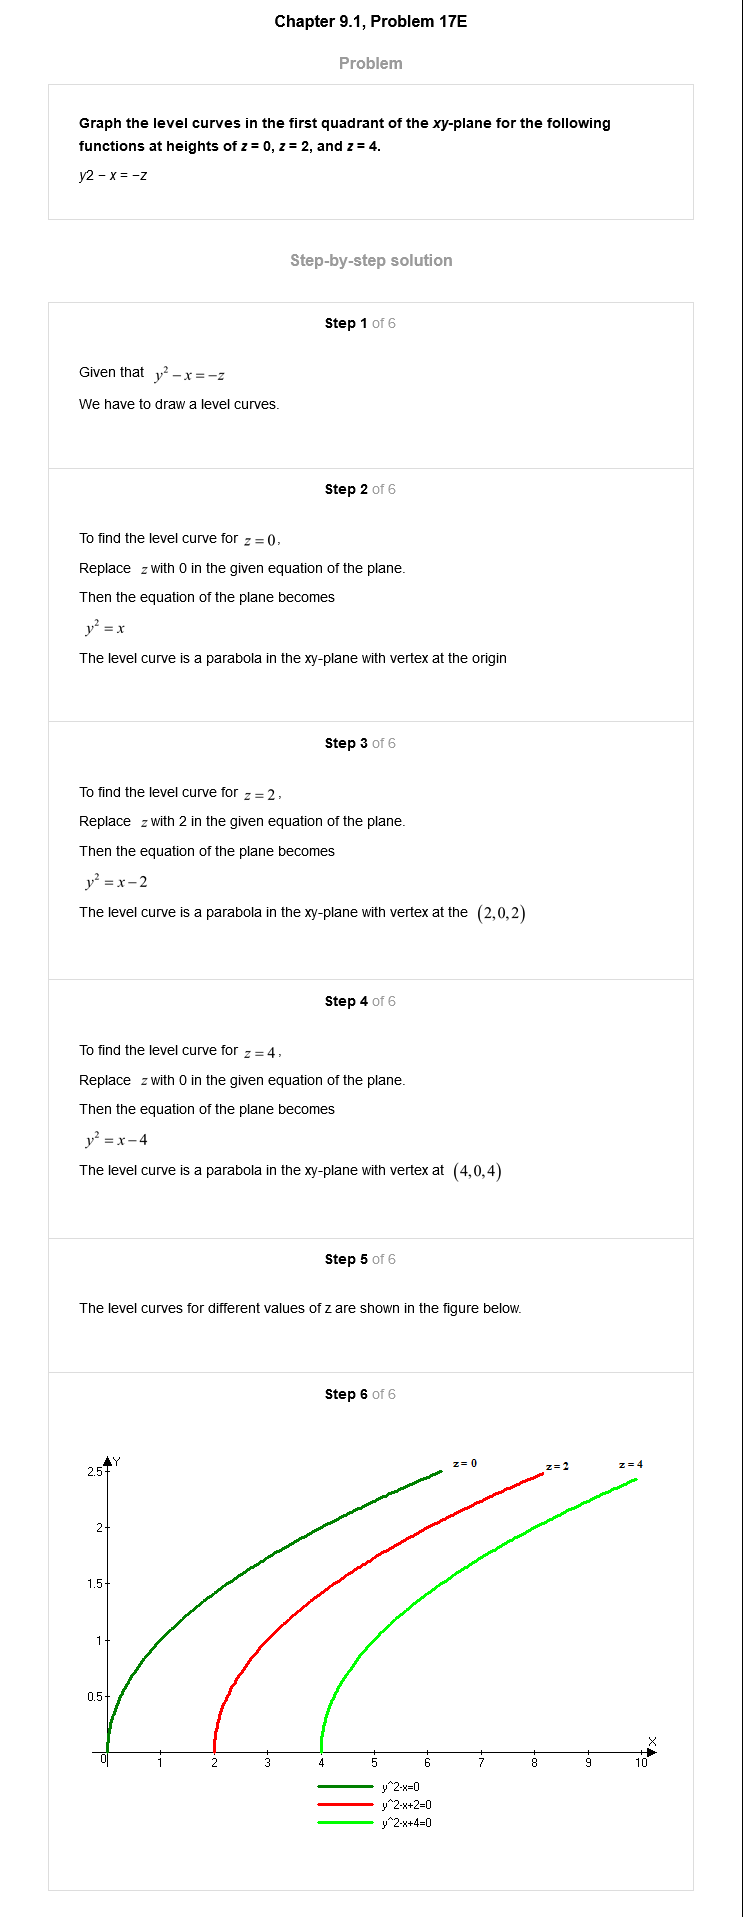 Chapter 9.1, Problem 17E
Problem
Graph the level curves in the first quadrant of the xy-plane for the following
functions at heights of z = 0, z = 2, and z = 4.
y2 − x = −z
Step-by-step solution
Step 1 of 6
Given that y² − x = −z
We have to draw a level curves.
Step 2 of 6
To find the level curve for z = 0,
Replace z with 0 in the given equation of the plane.
Then the equation of the plane becomes
y² = x
The level curve is a parabola in the xy-plane with vertex at the origin
Step 3 of 6
To find the level curve for z = 2,
Replace z with 2 in the given equation of the plane.
Then the equation of the plane becomes
y² = x − 2
The level curve is a parabola in the xy-plane with vertex at the (2,0,2)
Step 4 of 6
To find the level curve for z = 4,
Replace z with 0 in the given equation of the plane.
Then the equation of the plane becomes
y² = x − 4
The level curve is a parabola in the xy-plane with vertex at (4,0,4)
Step 5 of 6
The level curves for different values of z are shown in the figure below.
Step 6 of 6
Y
z = 0
z = 2
z = 4
2.5
2
1.5
1
0.5
X
0 1 2 3 4 5 6 7 8 9 10
y^2-x=0
y^2-x+2=0
y^2-x+4=0